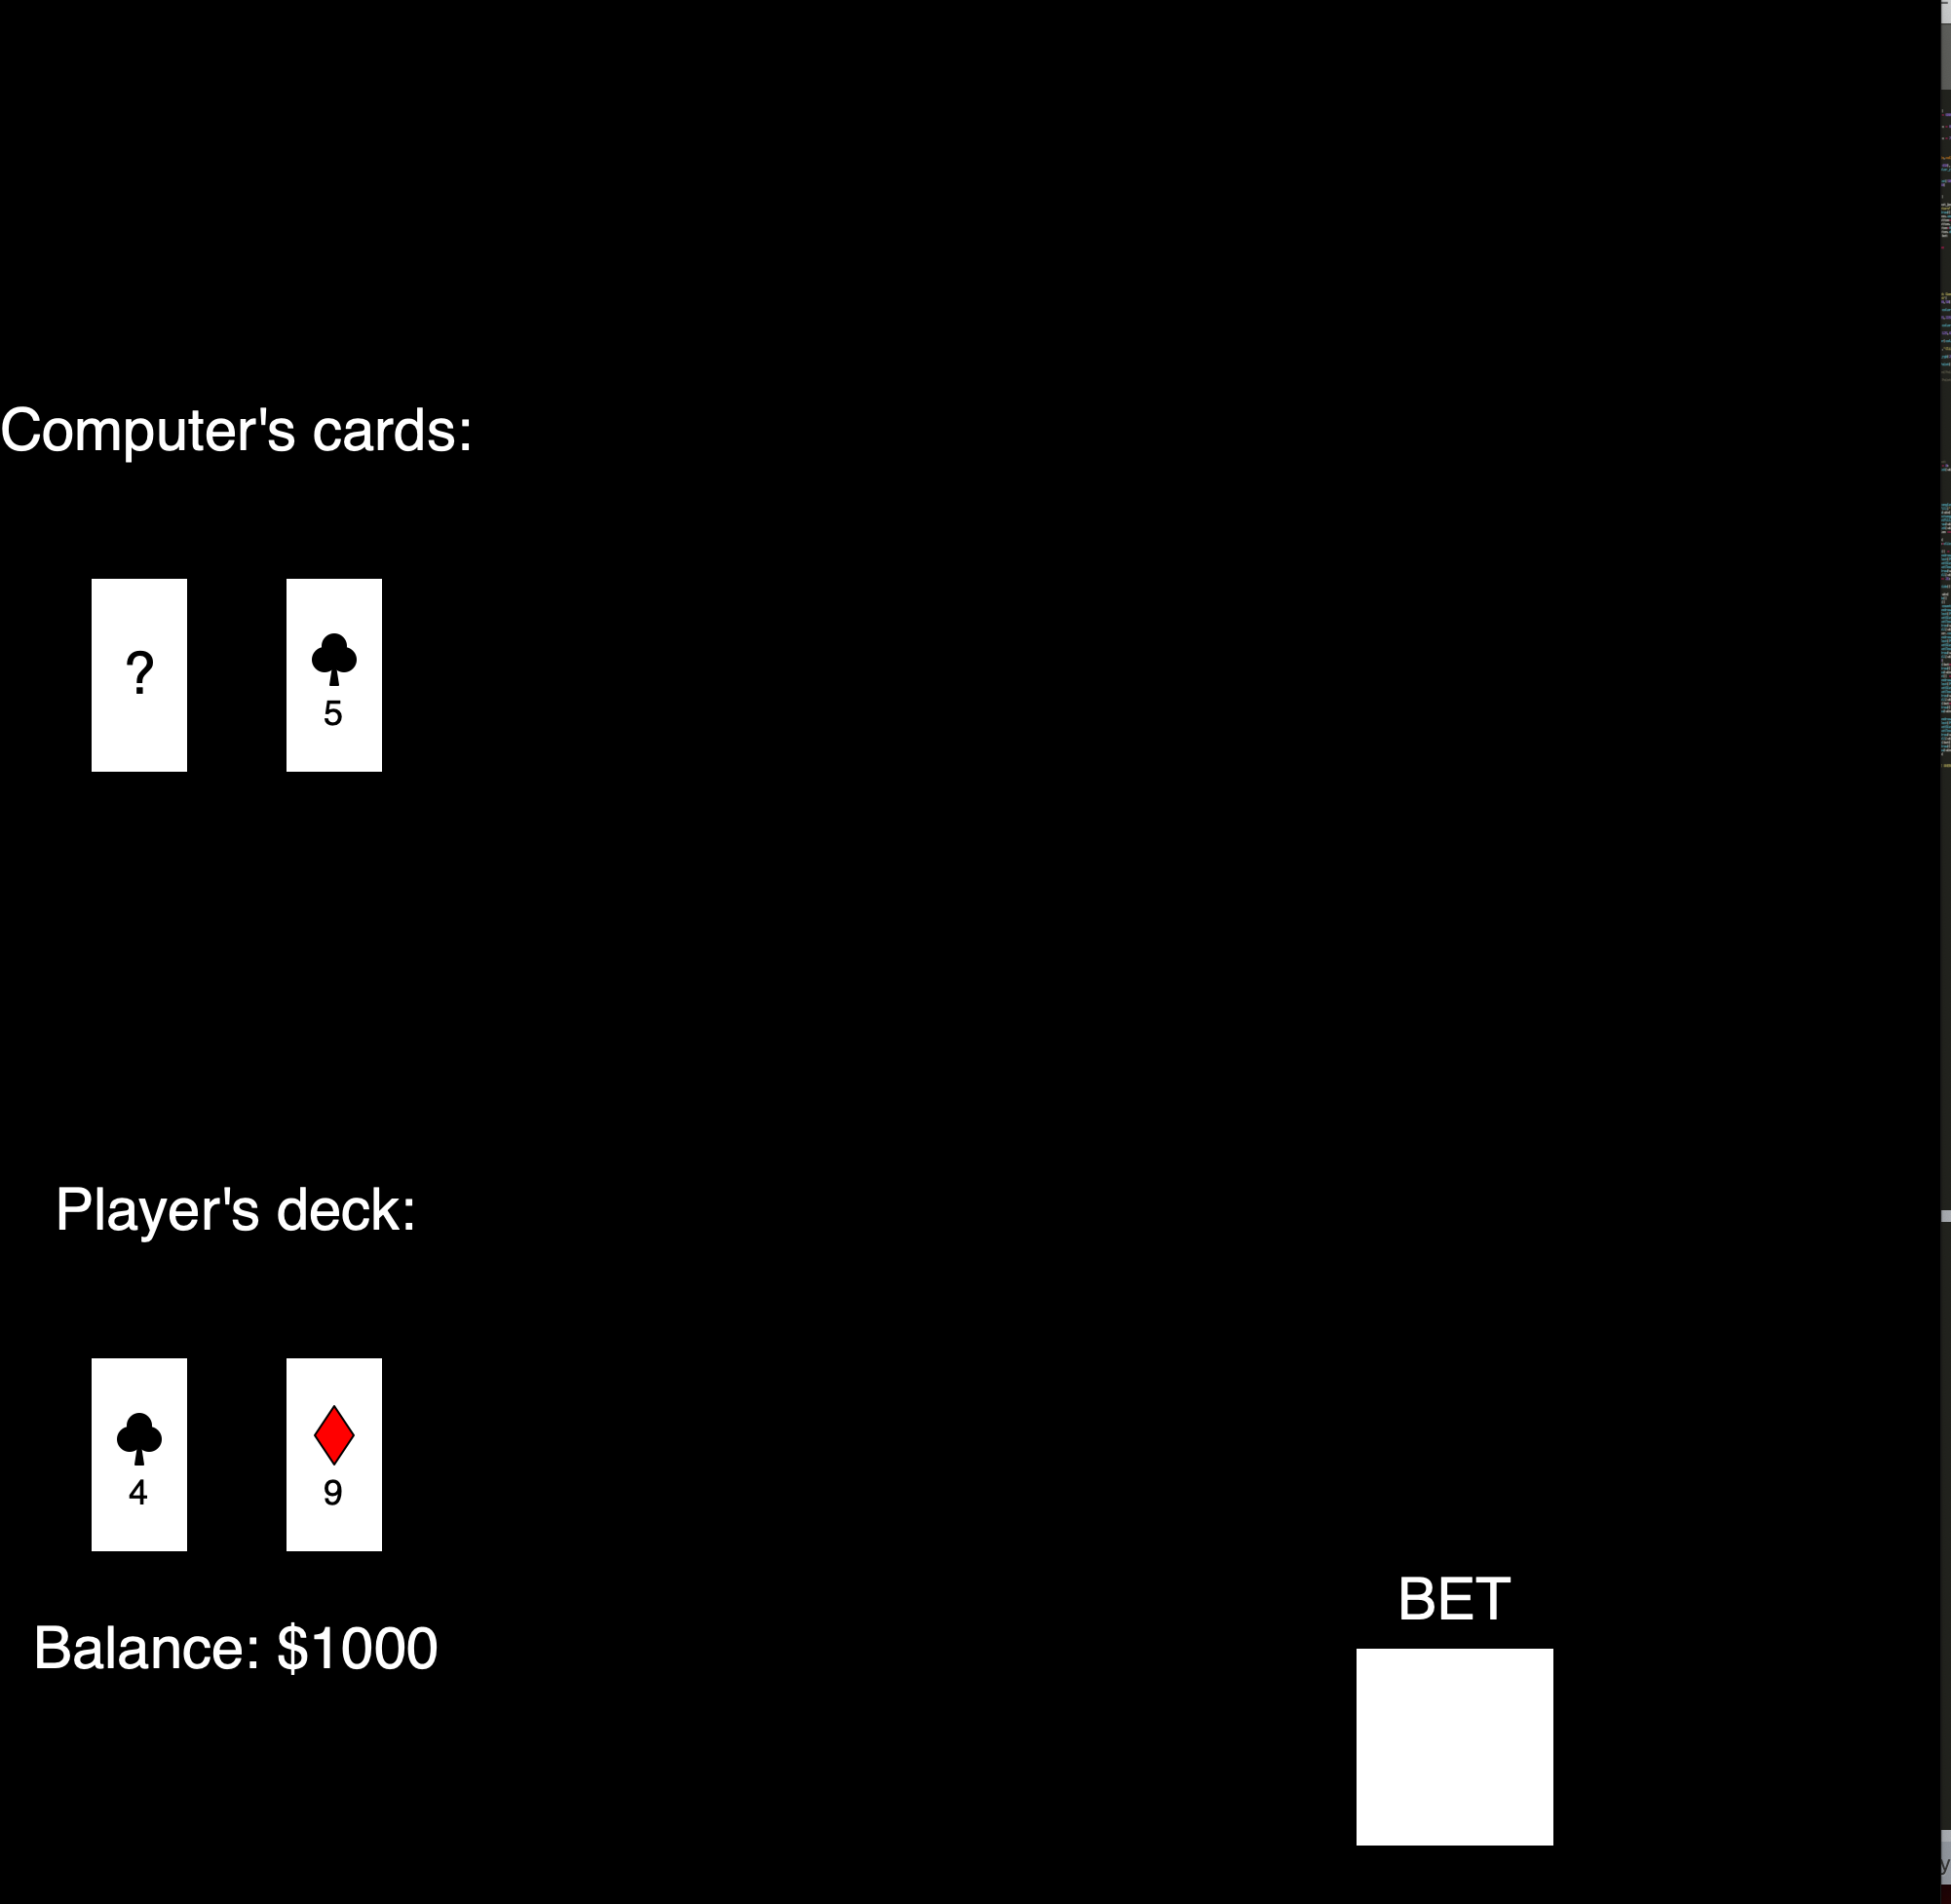 Computer's cards:
? 5
Player's deck:
4 9
BET
Balance: $1000
y